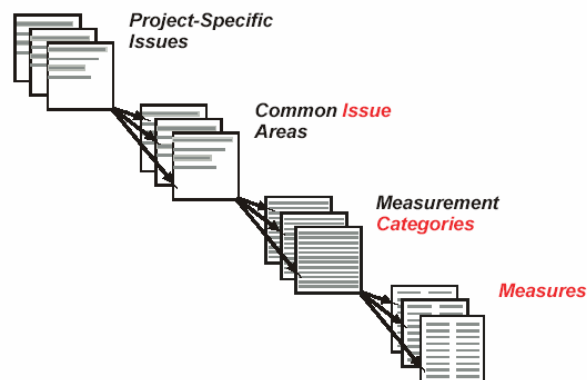 Project-Specific
Issues
Common Issue
Areas
Measurement
Categories
Measures